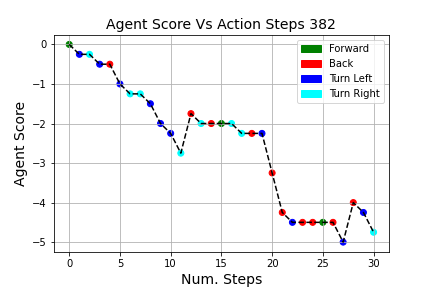 Agent Score Vs Action Steps 382
Forward
Back
Turn Left
Turn Right
Agent Score
0
−1
−2
−3
−4
−5
0 5 10 15 20 25 30
Num. Steps